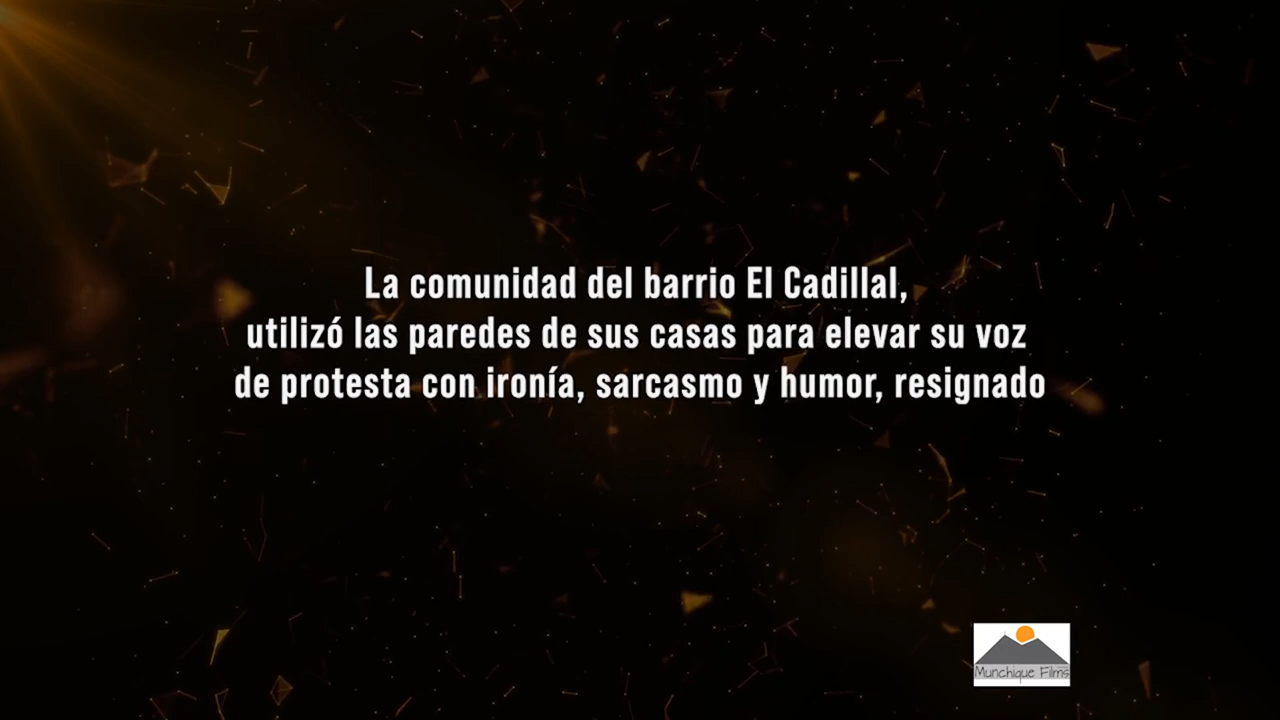 La comunidad del barrio El Cadillal,
utilizó las paredes de sus casas para elevar su voz
de protesta con ironía, sarcasmo y humor, resignado
Munchique Films